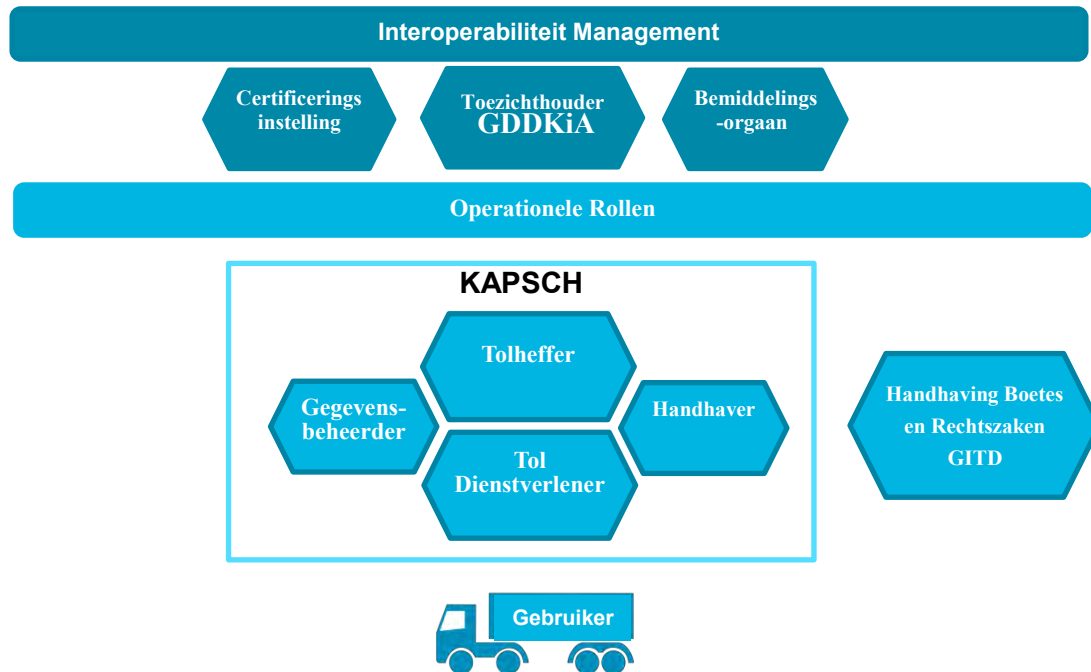 Interoperabiliteit Management
Certificerings
instelling
Toezichthouder
GDDKiA
Bemiddelings
-orgaan
Operationele Rollen
KAPSCH
Tolheffer
Gegevens-
beheerder
Handhaver
Tol
Dienstverlener
Handhaving Boetes
en Rechtszaken
GITD
Gebruiker